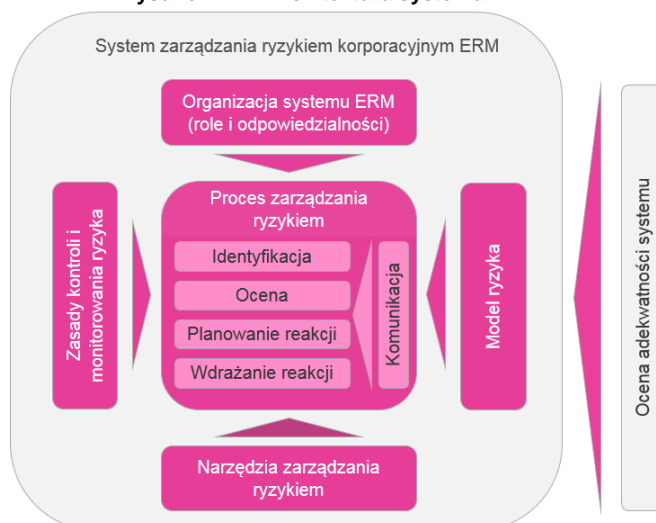 System zarządzania ryzykiem korporacyjnym ERM
Organizacja systemu ERM
(role i odpowiedzialności)
Proces zarządzania
ryzykiem
Identyfikacja
Ocena
Planowanie reakcji
Wdrażanie reakcji
Komunikacja
Zasady kontroli i
monitorowania ryzyka
Model ryzyka
Narzędzia zarządzania
ryzykiem
Ocena adekwatności systemu